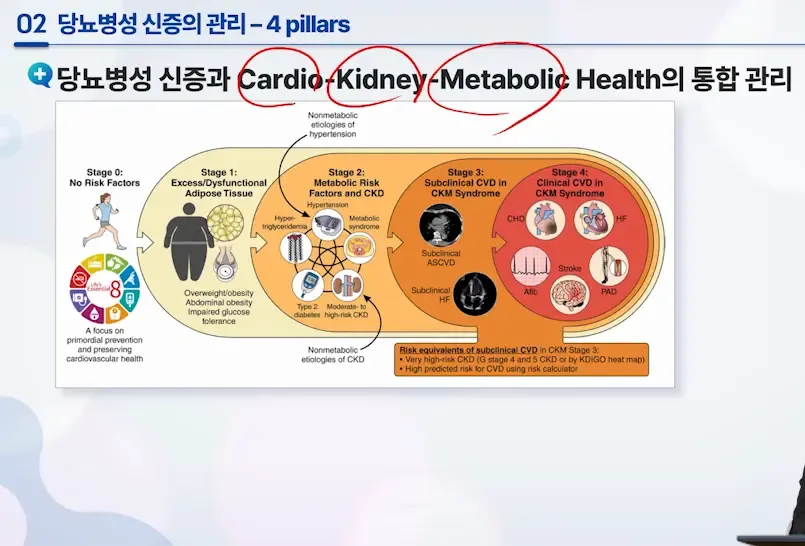 02 당뇨병성 신증의 관리 – 4 pillars
당뇨병성 신증과 Cardio-Kidney-Metabolic Health의 통합 관리
Nonmetabolic
etiologies of
hypertension
Stage 0:
No Risk Factors
Life's
Essential
8
A focus on
primordial prevention
and preserving
cardiovascular health
Stage 1:
Excess/Dysfunctional
Adipose Tissue
Overweight/obesity
Abdominal obesity
Impaired glucose
tolerance
Stage 2:
Metabolic Risk
Factors and CKD
Hypertension
Hyper-
triglyceridemia
Metabolic
syndrome
Type 2
diabetes
Moderate- to
high-risk CKD
Nonmetabolic
etiologies of CKD
Stage 3:
Subclinical CVD in
CKM Syndrome
Subclinical
ASCVD
Subclinical
HF
Stage 4:
Clinical CVD in
CKM Syndrome
CHD
HF
Afib
Stroke
PAD
Risk equivalents of subclinical CVD in CKM Stage 3:
• Very high-risk CKD (G stage 4 and 5 CKD or by KDIGO heat map)
• High predicted risk for CVD using risk calculator